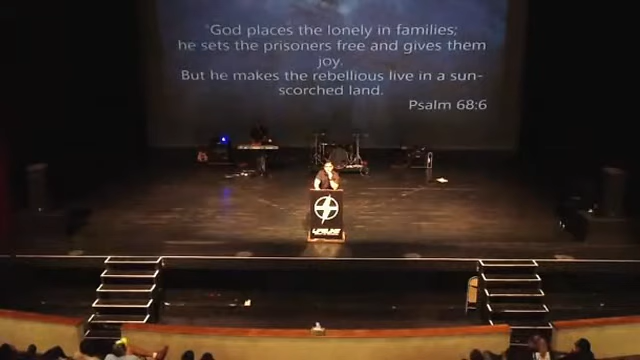 "God places the lonely in families;
he sets the prisoners free and gives them
joy.
But he makes the rebellious live in a sun-
scorched land.
Psalm 68:6